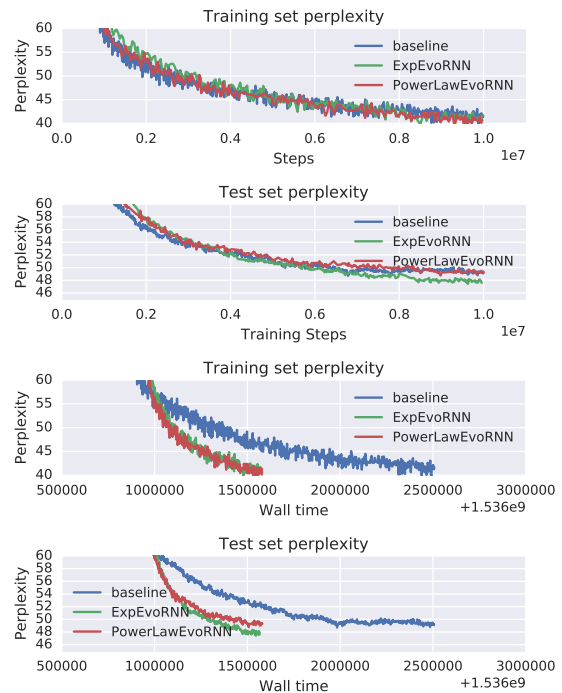 Training set perplexity
60
55
50
45
40
Perplexity
baseline
ExpEvoRNN
PowerLawEvoRNN
0.0 0.2 0.4 0.6 0.8 1.0
1e7
Steps
Test set perplexity
60
58
56
54
52
50
48
46
Perplexity
baseline
ExpEvoRNN
PowerLawEvoRNN
0.0 0.2 0.4 0.6 0.8 1.0
1e7
Training Steps
Training set perplexity
60
55
50
45
40
Perplexity
baseline
ExpEvoRNN
PowerLawEvoRNN
500000 1000000 1500000 2000000 2500000 3000000
+1.536e9
Wall time
Test set perplexity
60
58
56
54
52
50
48
46
Perplexity
baseline
ExpEvoRNN
PowerLawEvoRNN
500000 1000000 1500000 2000000 2500000 3000000
+1.536e9
Wall time